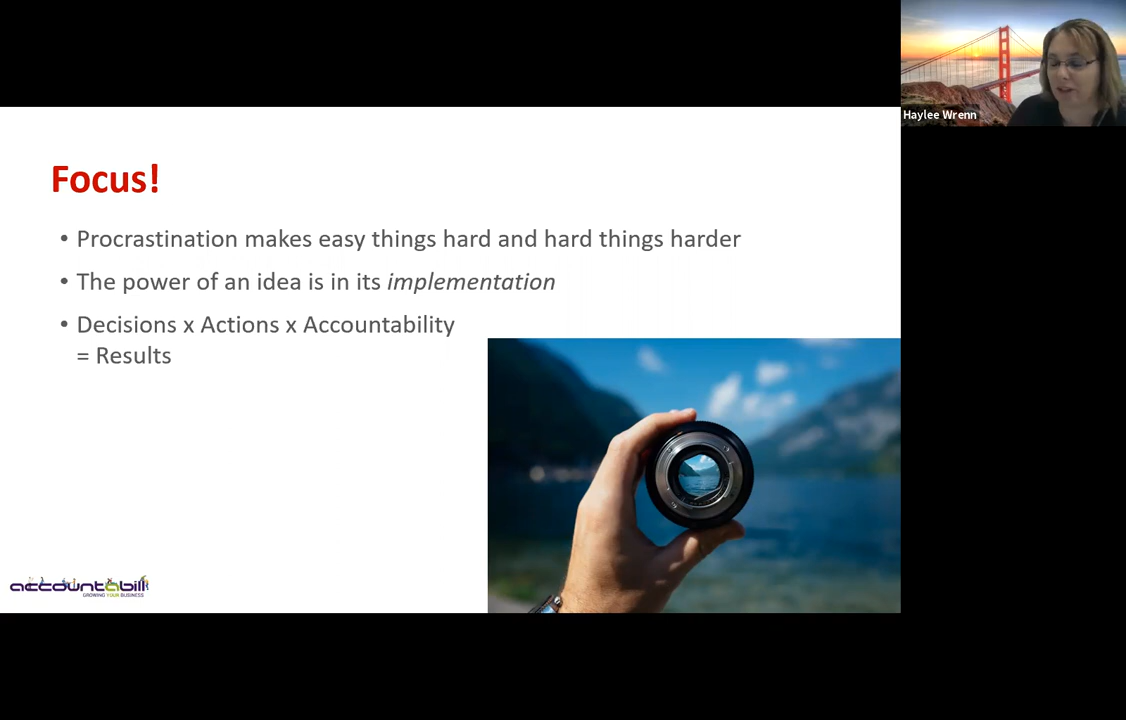 Haylee Wrenn
Focus!
• Procrastination makes easy things hard and hard things harder
• The power of an idea is in its implementation
• Decisions x Actions x Accountability
= Results
accountabill
GROWING YOUR BUSINESS